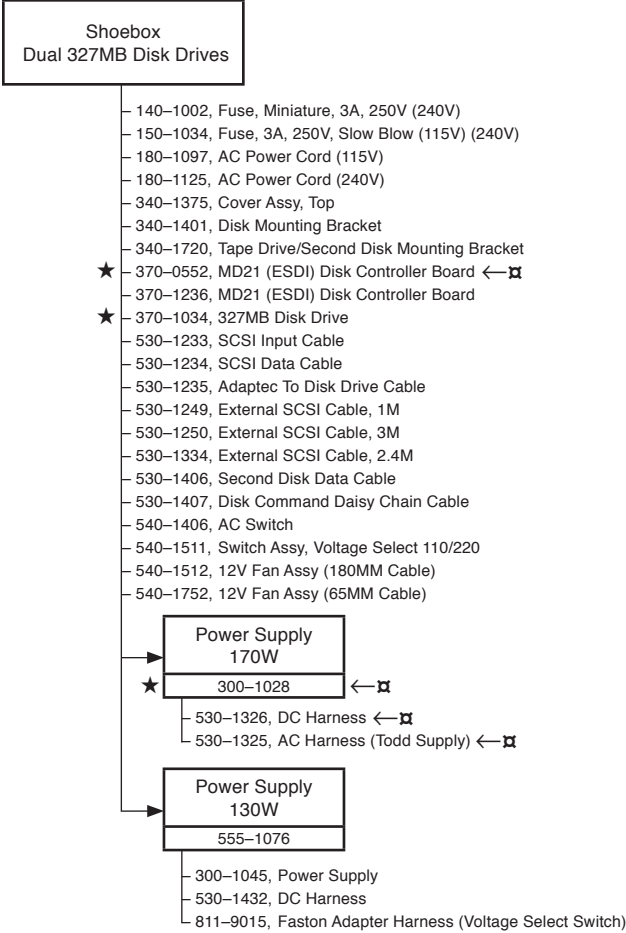 Shoebox
Dual 327MB Disk Drives
140–1002, Fuse, Miniature, 3A, 250V (240V)
150–1034, Fuse, 3A, 250V, Slow Blow (115V) (240V)
180–1097, AC Power Cord (115V)
180–1125, AC Power Cord (240V)
340–1375, Cover Assy, Top
340–1401, Disk Mounting Bracket
340–1720, Tape Drive/Second Disk Mounting Bracket
★ 370–0552, MD21 (ESDI) Disk Controller Board ←¤
370–1236, MD21 (ESDI) Disk Controller Board
★ 370–1034, 327MB Disk Drive
530–1233, SCSI Input Cable
530–1234, SCSI Data Cable
530–1235, Adaptec To Disk Drive Cable
530–1249, External SCSI Cable, 1M
530–1250, External SCSI Cable, 3M
530–1334, External SCSI Cable, 2.4M
530–1406, Second Disk Data Cable
530–1407, Disk Command Daisy Chain Cable
540–1406, AC Switch
540–1511, Switch Assy, Voltage Select 110/220
540–1512, 12V Fan Assy (180MM Cable)
540–1752, 12V Fan Assy (65MM Cable)
Power Supply
170W
★ 300–1028 ←¤
530–1326, DC Harness ←¤
530–1325, AC Harness (Todd Supply) ←¤
Power Supply
130W
555–1076
300–1045, Power Supply
530–1432, DC Harness
811–9015, Faston Adapter Harness (Voltage Select Switch)